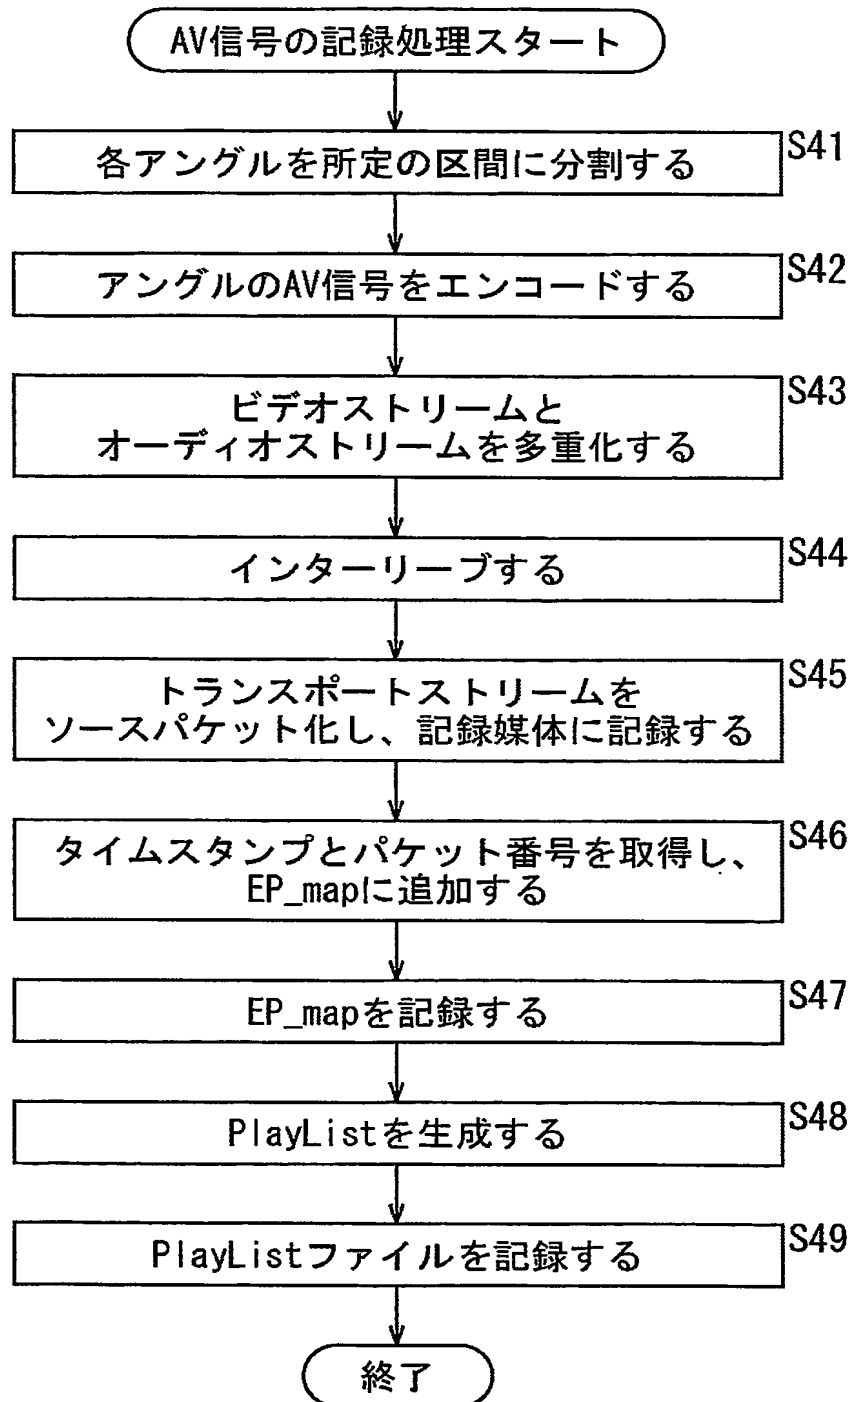 AV信号の記録処理スタート
S41
各アングルを所定の区間に分割する
S42
アングルのAV信号をエンコードする
S43
ビデオストリームと
オーディオストリームを多重化する
S44
インターリーブする
S45
トランスポートストリームを
ソースパケット化し、記録媒体に記録する
S46
タイムスタンプとパケット番号を取得し、
EP_mapに追加する
S47
EP_mapを記録する
S48
PlayListを生成する
S49
PlayListファイルを記録する
終了